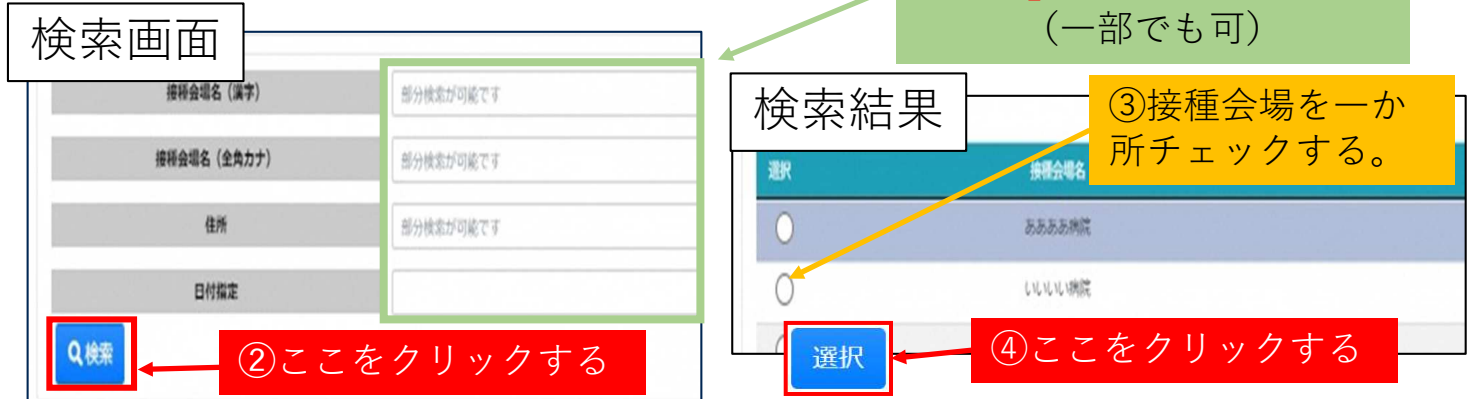 (一部でも可)
検索画面
接種会場名 (漢字)
部分検索が可能です
接種会場名 (全角カナ)
部分検索が可能です
住所
部分検索が可能です
日付指定
検索
②ここをクリックする
検索結果
③接種会場を一か
所チェックする。
選択
接種会場名
ああああ病院
いいいい病院
選択
④ここをクリックする